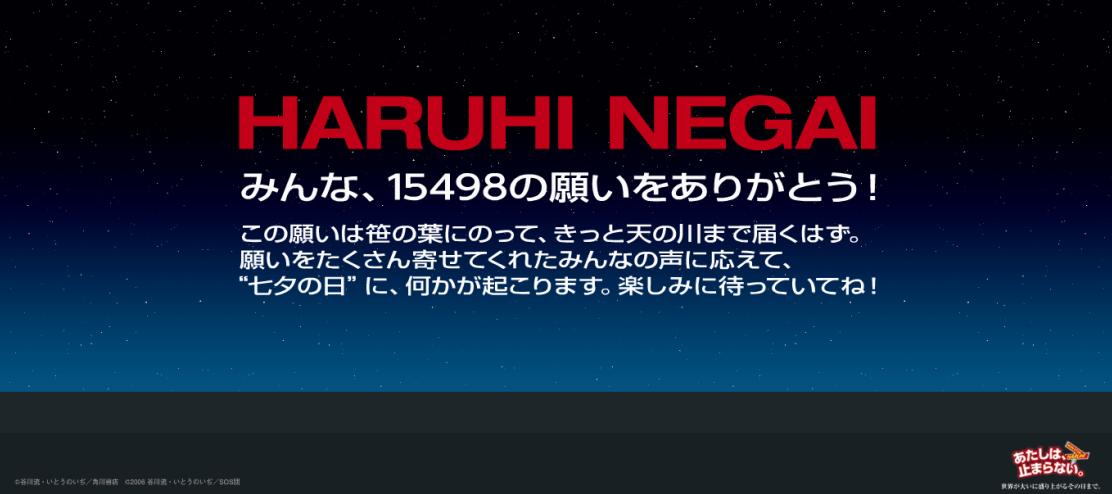 HARUHI NEGAI
みんな、15498の願いをありがとう!
この願いは笹の葉にのって、きっと天の川まで届くはず。
願いをたくさん寄せてくれたみんなの声に応えて、
“七夕の日” に、何かが起こります。楽しみに待っていてね!
あたしは、
止まらない。
世界が大いに盛り上がるその日まで。
©谷川流・いとうのいぢ/角川書店 ©2006 谷川流・いとうのいぢ/SOS団